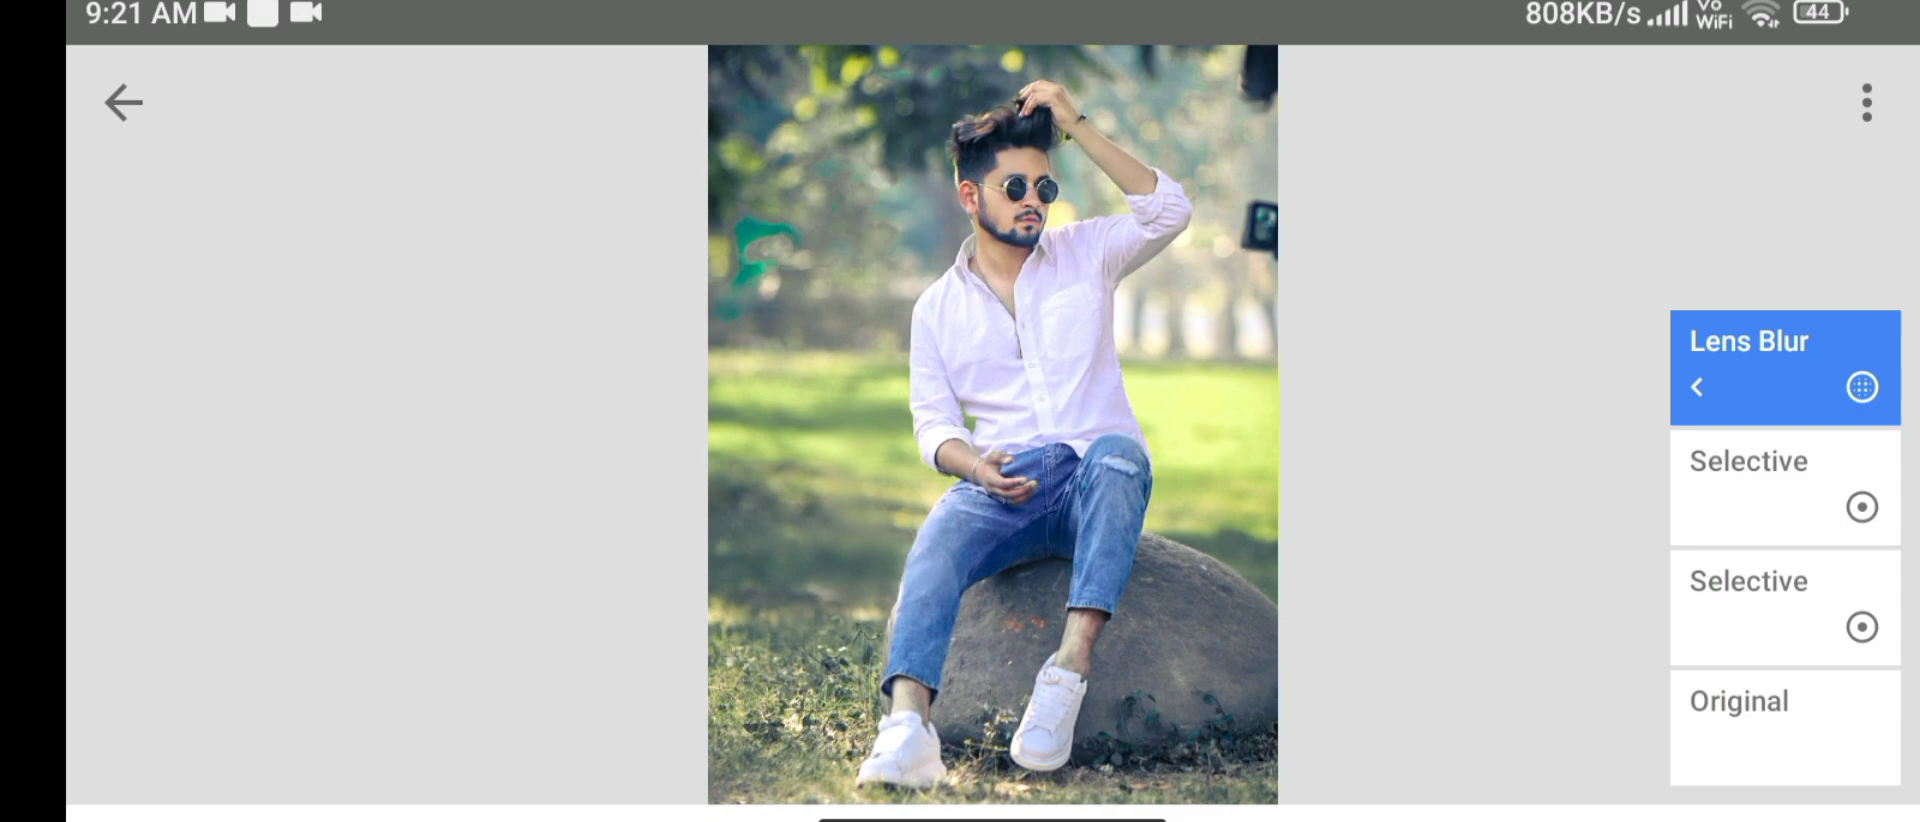 9:21 AM
808KB/s
Vo
WiFi
44
Lens Blur
Selective
Selective
Original